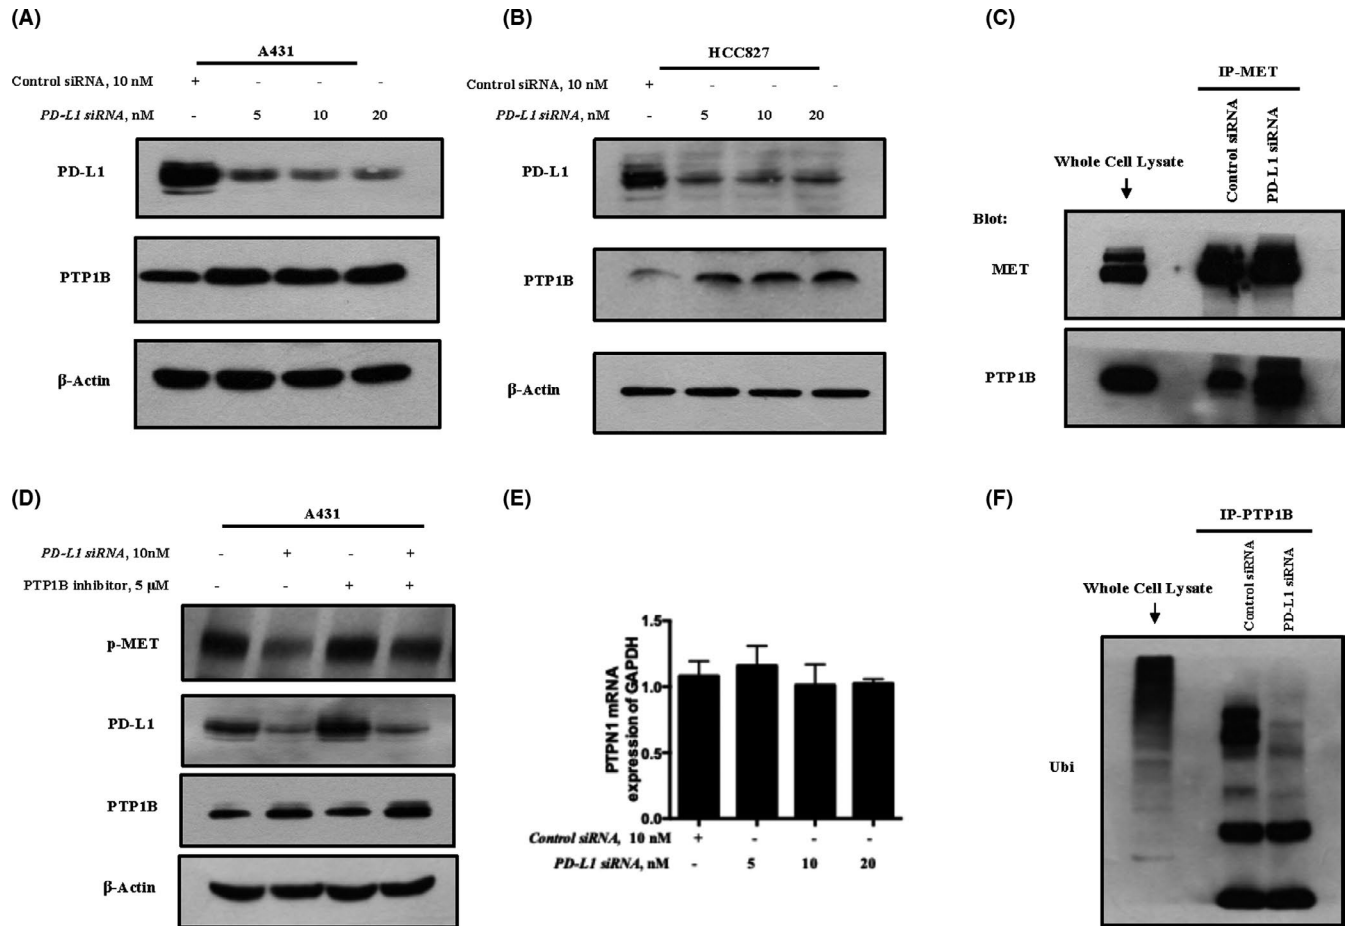 (A)
A431
Control siRNA, 10 nM + - - -
PD-L1 siRNA, nM - 5 10 20
PD-L1
PTP1B
β-Actin
(B)
HCC827
Control siRNA, 10 nM + - - -
PD-L1 siRNA, nM - 5 10 20
PD-L1
PTP1B
β-Actin
(C)
IP-MET
Control siRNA
PD-L1 siRNA
Whole Cell Lysate
Blot:
MET
PTP1B
(D)
A431
PD-L1 siRNA, 10nM - + - +
PTP1B inhibitor, 5 μM - - + +
p-MET
PD-L1
PTP1B
β-Actin
(E)
PTPN1 mRNA
expression of GAPDH
1.5
1.0
0.5
0.0
Control siRNA, 10 nM + - - -
PD-L1 siRNA, nM - 5 10 20
(F)
IP-PTP1B
Control siRNA
PD-L1 siRNA
Whole Cell Lysate
Ubi